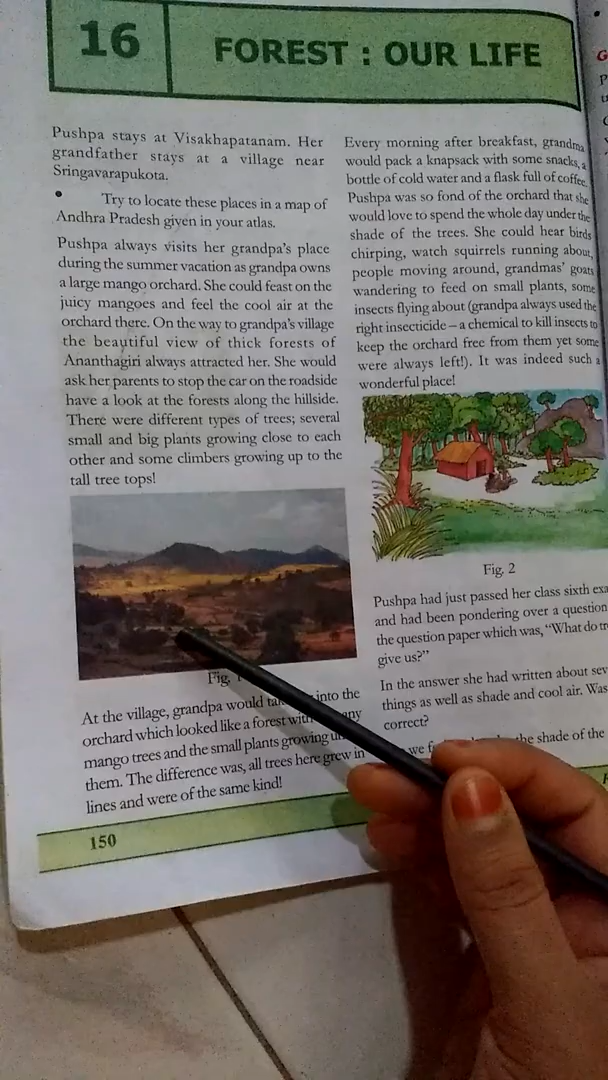 16
FOREST : OUR LIFE
Pushpa stays at Visakhapatanam. Her
grandfather stays at a village near
Sringavarapukota.
• Try to locate these places in a map of
Andhra Pradesh given in your atlas.
Pushpa always visits her grandpa's place
during the summer vacation as grandpa owns
a large mango orchard. She could feast on the
juicy mangoes and feel the cool air at the
orchard there. On the way to grandpa's village
the beautiful view of thick forests of
Ananthagiri always attracted her. She would
ask her parents to stop the car on the roadside
have a look at the forests along the hillside.
There were different types of trees; several
small and big plants growing close to each
other and some climbers growing up to the
tall tree tops!
Fig.
At the village, grandpa would into the
orchard which looked like a forest
mango trees and the small plants growing
them. The difference was, all trees here grew in
lines and were of the same kind!
150
Every morning after breakfast, grandma
would pack a knapsack with some snacks, a
bottle of cold water and a flask full of coffee.
Pushpa was so fond of the orchard that she
would love to spend the whole day under the
shade of the trees. She could hear birds
chirping, watch squirrels running about,
people moving around, grandmas' goats
wandering to feed on small plants, some
insects flying about (grandpa always used the
right insecticide – a chemical to kill insects to
keep the orchard free from them yet some
were always left!). It was indeed such a
wonderful place!
Fig. 2
Pushpa had just passed her class sixth
and had been pondering over a question
the question paper which was, "What do
give us?"
In the answer she had written about
things as well as shade and cool air. Was
correct?
we the shade of the